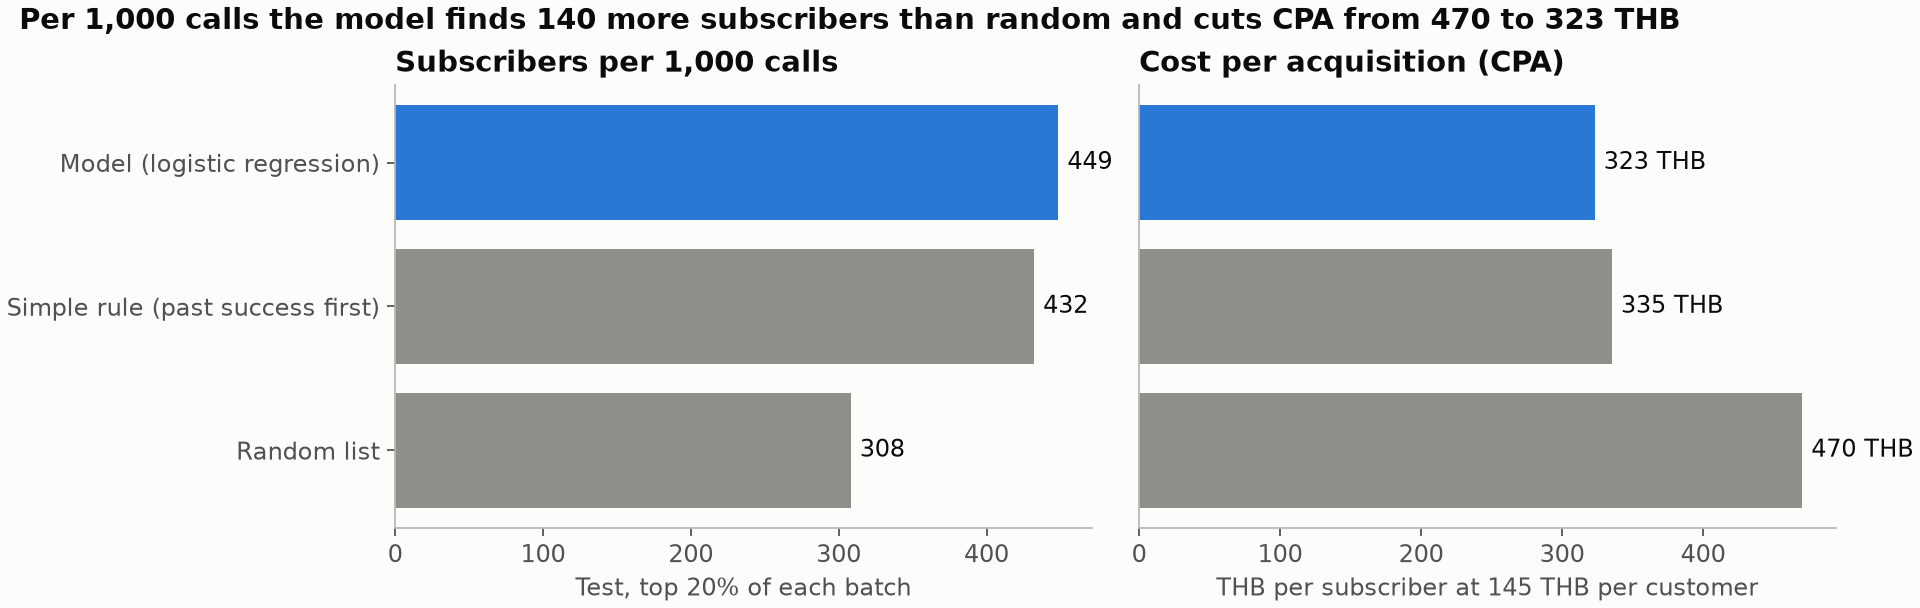 Per 1,000 calls the model finds 140 more subscribers than random and cuts CPA from 470 to 323 THB
Subscribers per 1,000 calls
Model (logistic regression)
449
Simple rule (past success first)
432
Random list
308
0 100 200 300 400
Test, top 20% of each batch
Cost per acquisition (CPA)
323 THB
335 THB
470 THB
0 100 200 300 400
THB per subscriber at 145 THB per customer